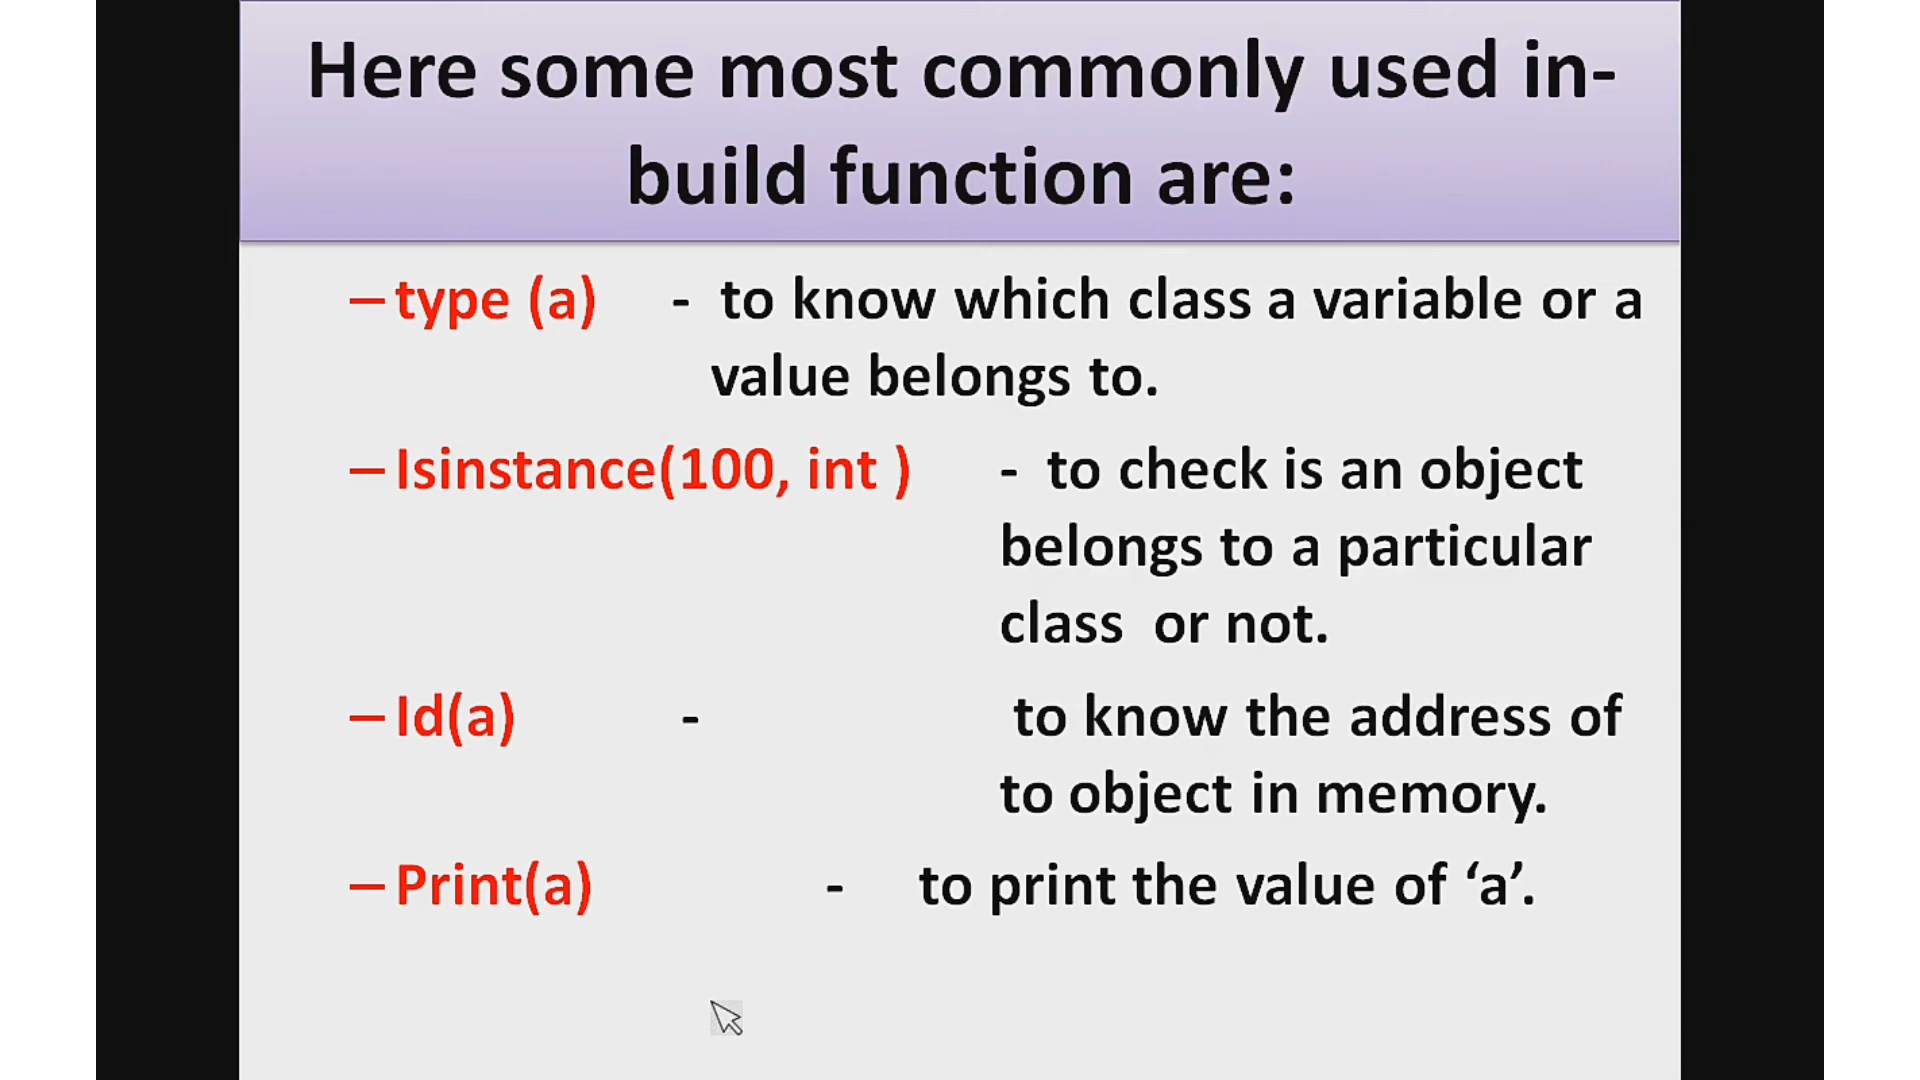 Here some most commonly used in-
build function are:
– type (a) - to know which class a variable or a
value belongs to.
– Isinstance(100, int ) - to check is an object
belongs to a particular
class or not.
– Id(a) - to know the address of
to object in memory.
– Print(a) - to print the value of ‘a’.